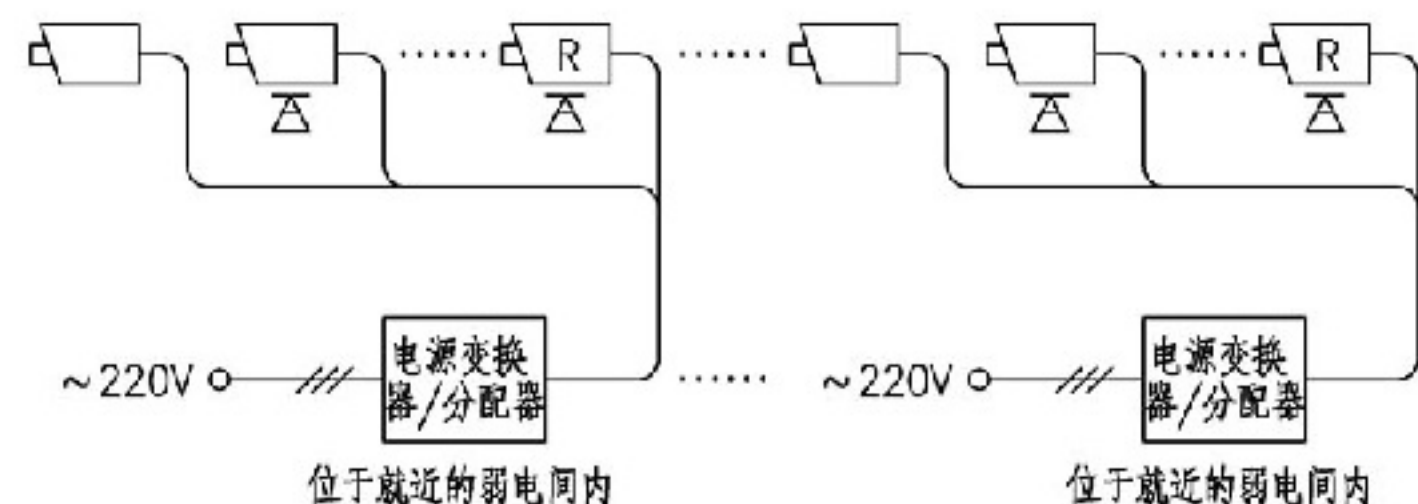 R
R
~220V
电源变换
器/分配器
~220V
电源变换
器/分配器
位于就近的弱电间内
位于就近的弱电间内